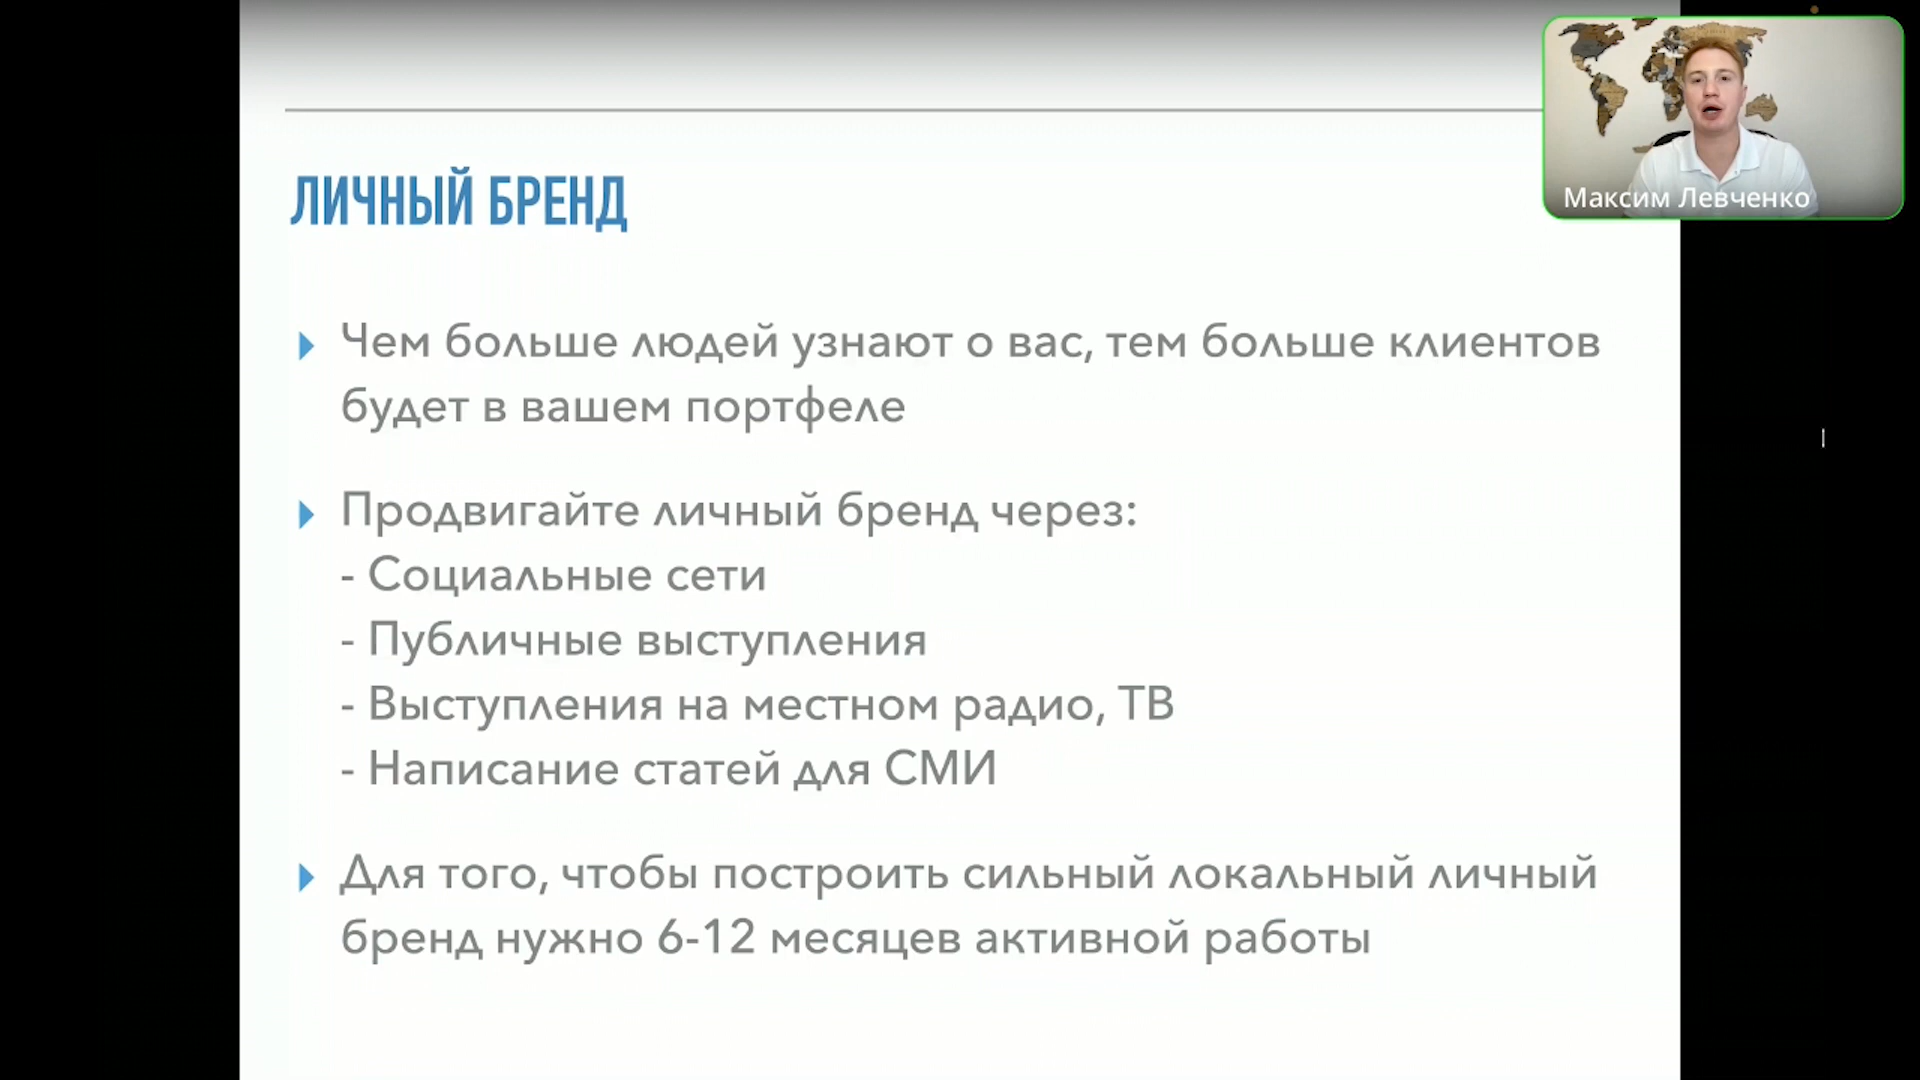 ЛИЧНЫЙ БРЕНД
Чем больше людей узнают о вас, тем больше клиентов
будет в вашем портфеле
Продвигайте личный бренд через:
- Социальные сети
- Публичные выступления
- Выступления на местном радио, ТВ
- Написание статей для СМИ
Для того, чтобы построить сильный локальный личный
бренд нужно 6-12 месяцев активной работы
Максим Левченко